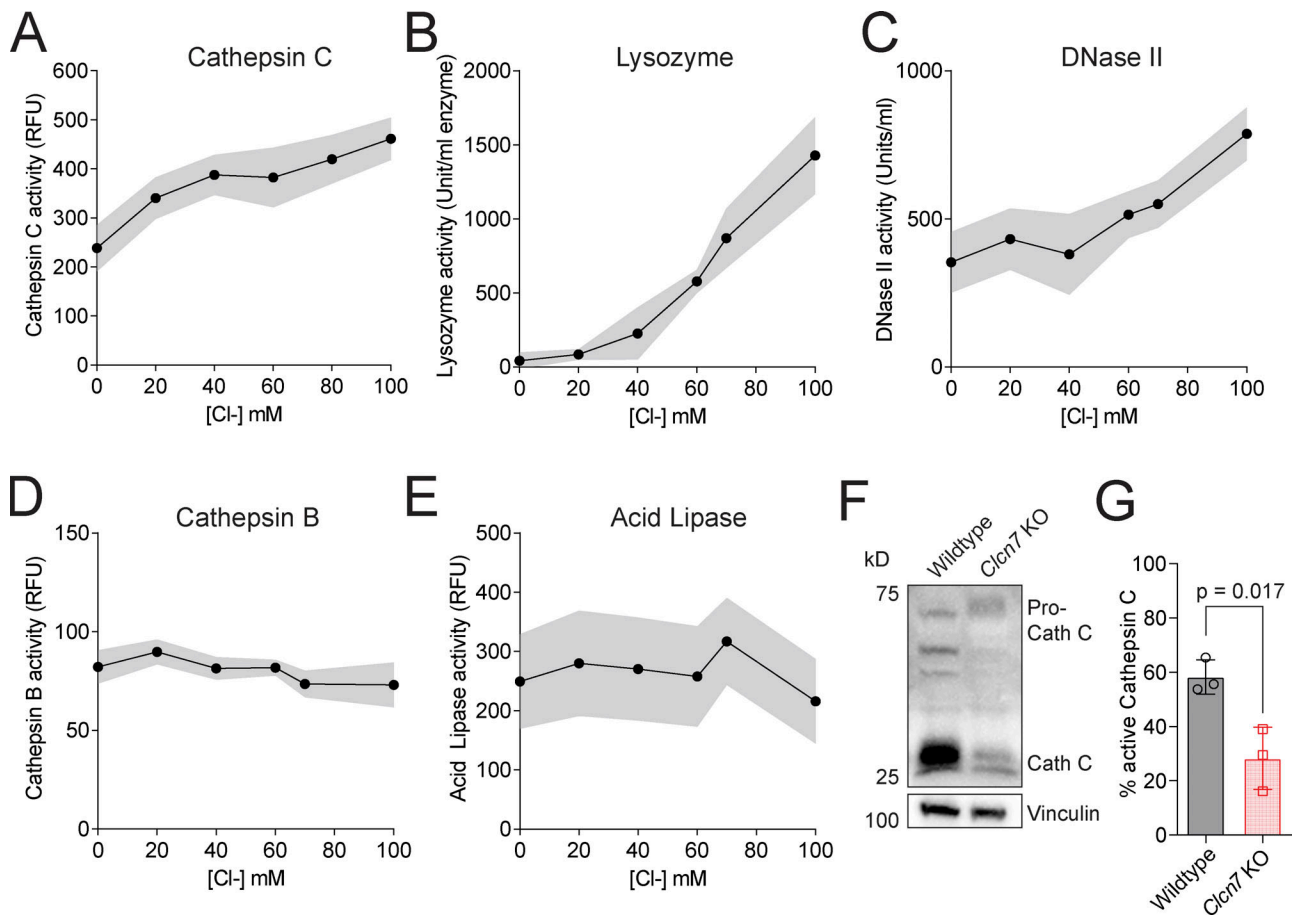 A
Cathepsin C
Cathepsin C activity (RFU)
600
500
400
300
200
100
0
0 20 40 60 80 100
[Cl-] mM
B
Lysozyme
Lysozyme activity (Unit/ml enzyme)
2000
1500
1000
500
0
0 20 40 60 80 100
[Cl-] mM
C
DNase II
DNase II activity (Units/ml)
1000
500
0
0 20 40 60 80 100
[Cl-] mM
D
Cathepsin B
Cathepsin B activity (RFU)
150
100
50
0
0 20 40 60 80 100
[Cl-] mM
E
Acid Lipase
Acid Lipase activity (RFU)
500
400
300
200
100
0
0 20 40 60 80 100
[Cl-] mM
F
kD
Wildtype
Clcn7 KO
75
Pro-
Cath C
Cath C
25
100
Vinculin
G
% active Cathepsin C
100
80
60
40
20
0
p = 0.017
Wildtype
Clcn7 KO